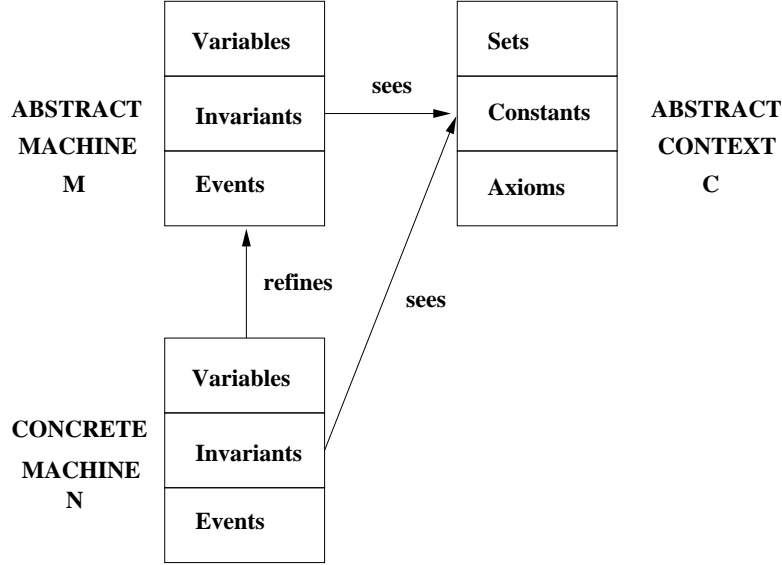 Variables
Invariants
Events
ABSTRACT
MACHINE
M
sees
Sets
Constants
Axioms
ABSTRACT
CONTEXT
C
refines
sees
Variables
Invariants
Events
CONCRETE
MACHINE
N